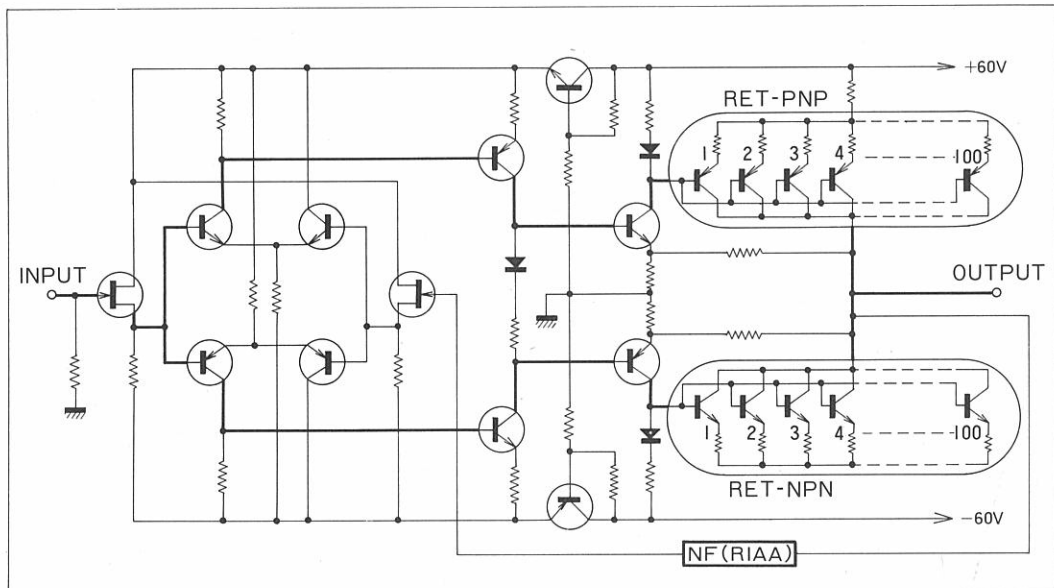 +60V
RET-PNP
1 2 3 4 100
INPUT
OUTPUT
1 2 3 4 100
RET-NPN
-60V
NF(RIAA)